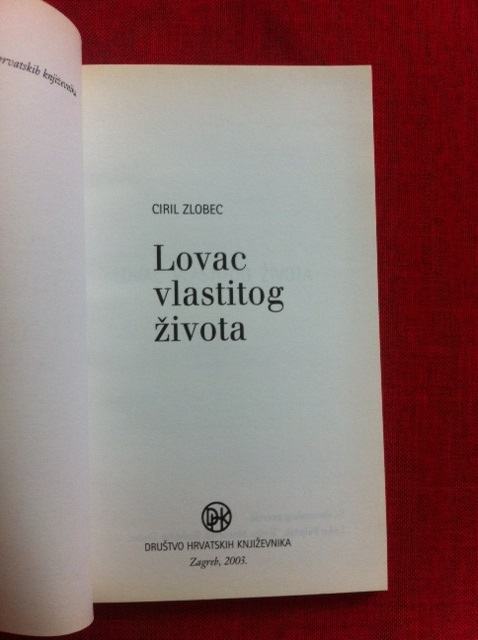 hrvatskih književnika
CIRIL ZLOBEC
Lovac
vlastitog
života
DHK
DRUŠTVO HRVATSKIH KNJIŽEVNIKA
Zagreb, 2003.